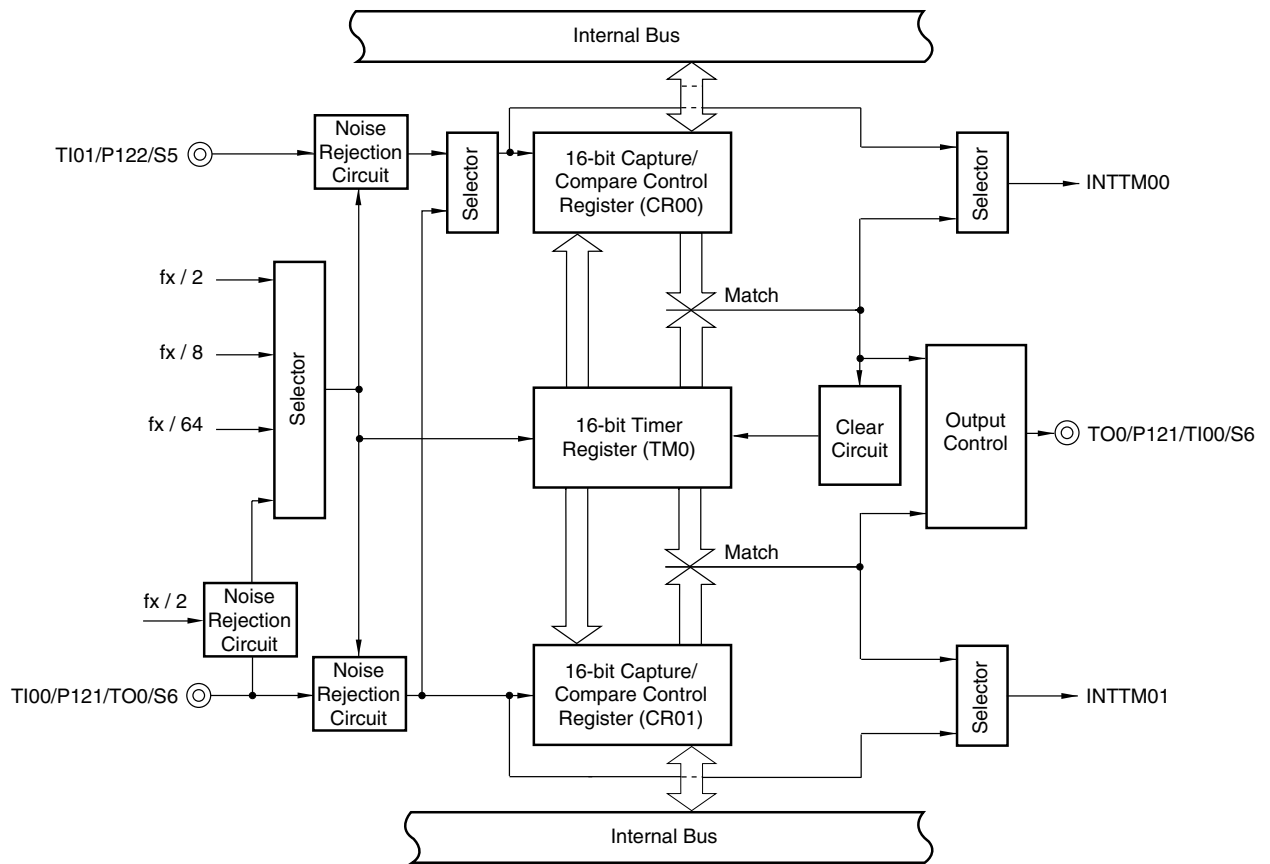 Internal Bus
TI01/P122/S5
Noise
Rejection
Circuit
Selector
16-bit Capture/
Compare Control
Register (CR00)
Selector
INTTM00
fx / 2
fx / 8
fx / 64
Selector
Match
16-bit Timer
Register (TM0)
Clear
Circuit
Output
Control
TO0/P121/TI00/S6
Match
fx / 2
Noise
Rejection
Circuit
TI00/P121/TO0/S6
Noise
Rejection
Circuit
16-bit Capture/
Compare Control
Register (CR01)
Selector
INTTM01
Internal Bus